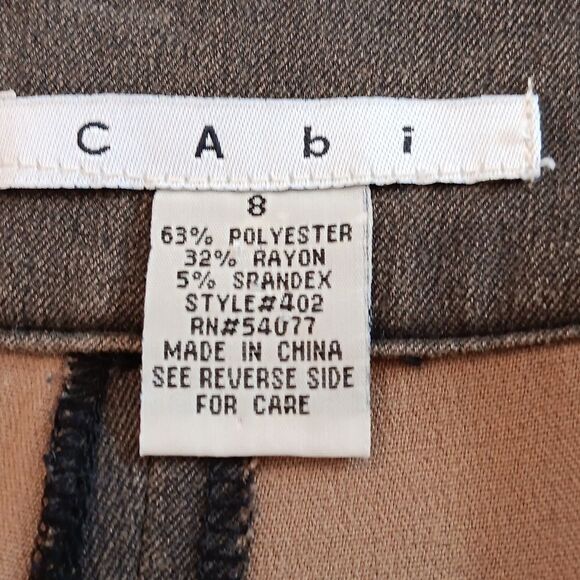 CAbi
8
63% POLYESTER
32% RAYON
5% SPANDEX
STYLE#402
RN#54077
MADE IN CHINA
SEE REVERSE SIDE
FOR CARE